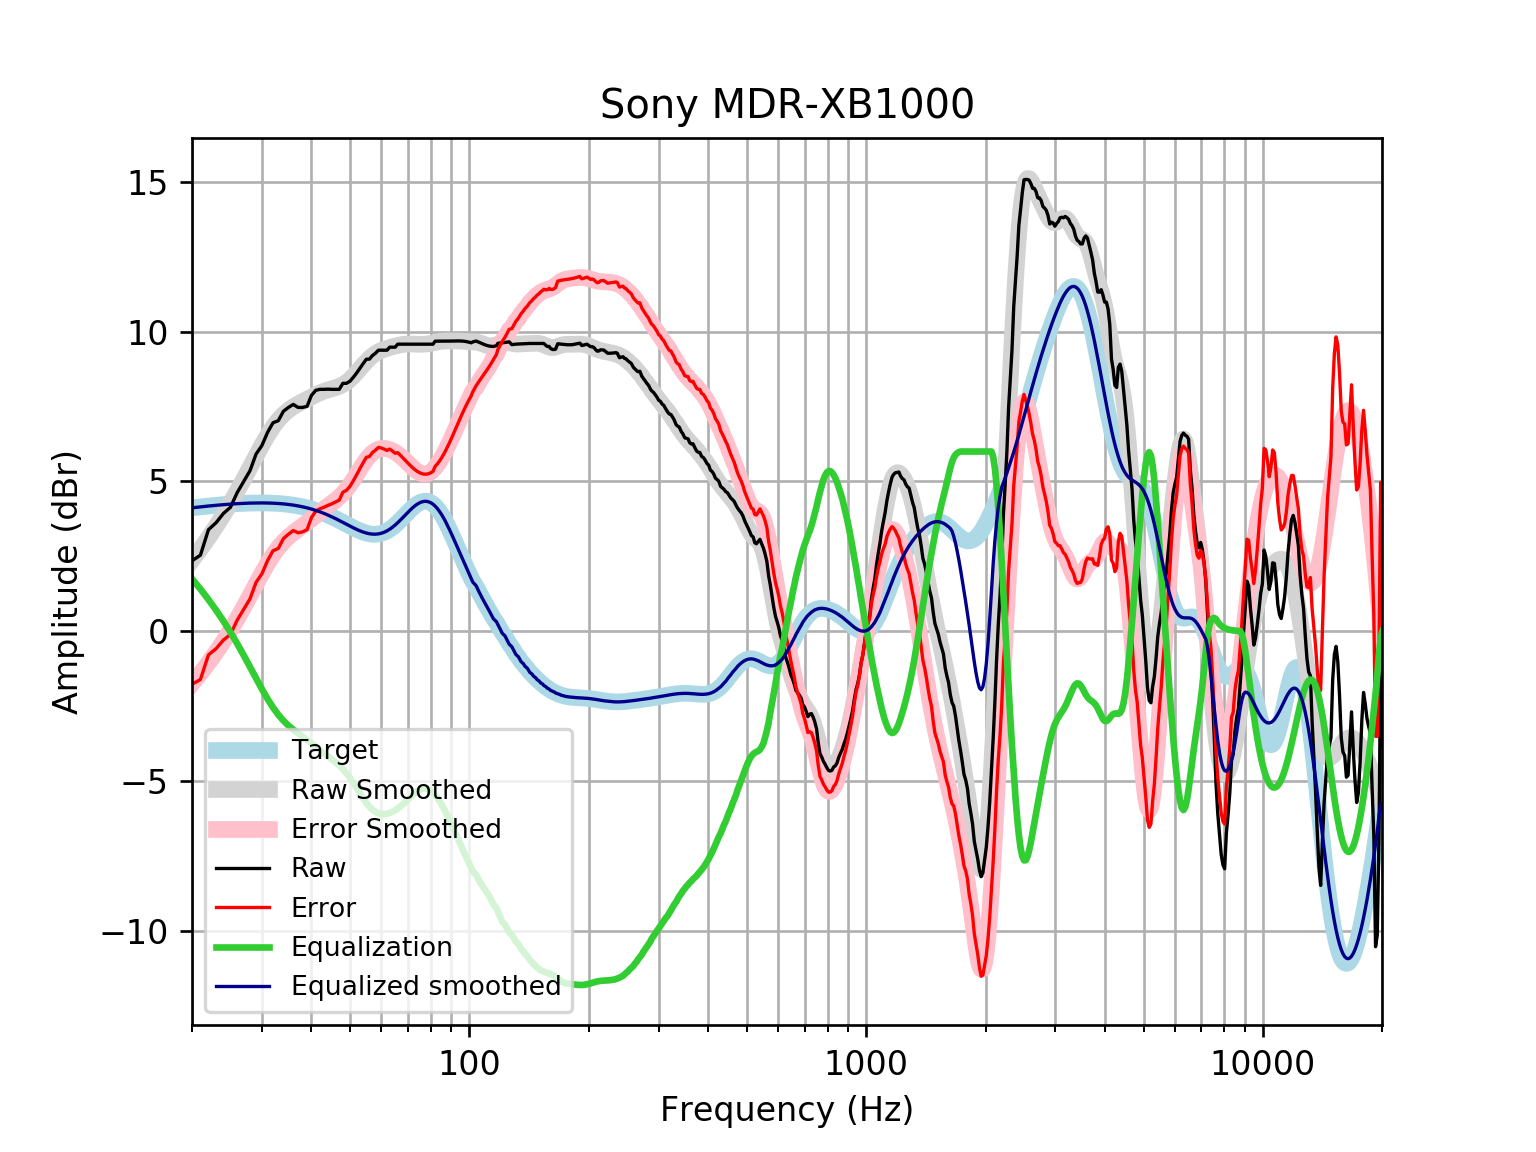 Sony MDR-XB1000
Amplitude (dBr)
15
10
5
0
−5
−10
Target
Raw Smoothed
Error Smoothed
Raw
Error
Equalization
Equalized smoothed
100
1000
10000
Frequency (Hz)